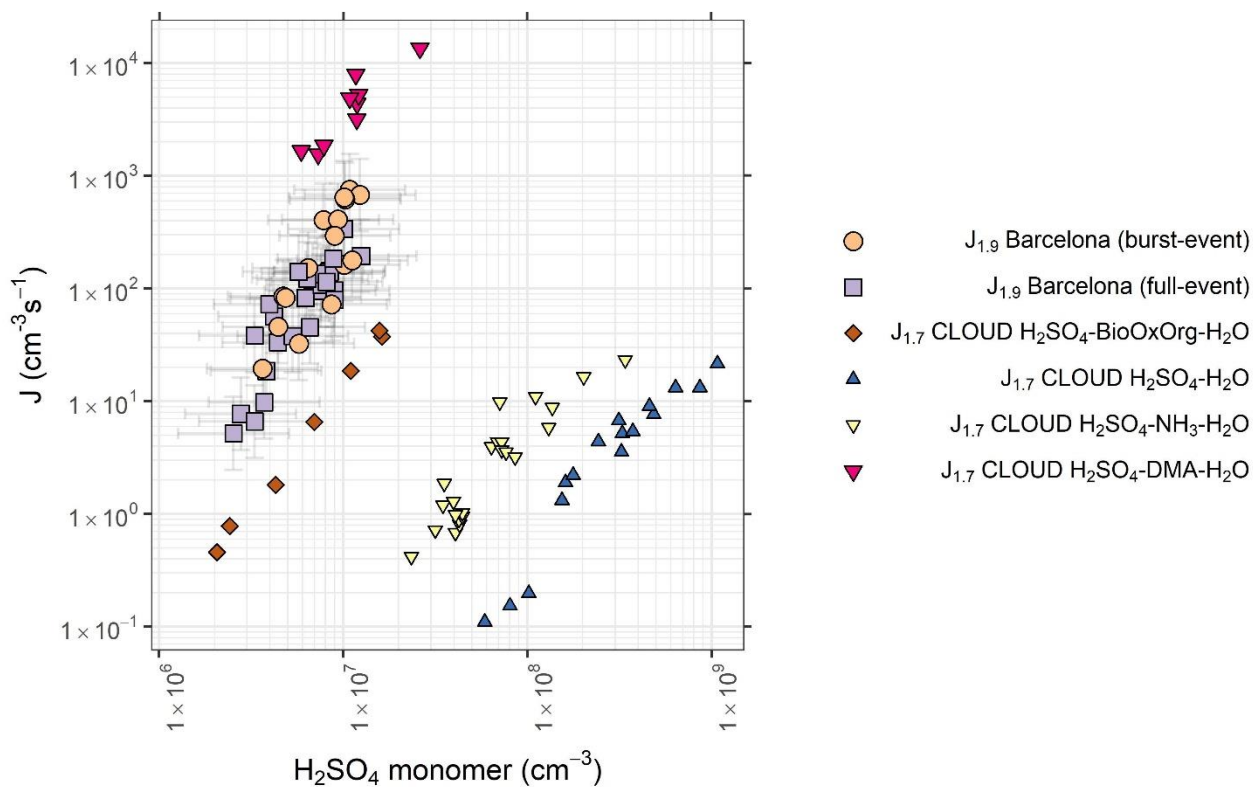 1 × 10⁴
1 × 10³
1 × 10²
1 × 10¹
1 × 10⁰
1 × 10⁻¹
J (cm⁻³s⁻¹)
1 × 10⁶
1 × 10⁷
1 × 10⁸
1 × 10⁹
H₂SO₄ monomer (cm⁻³)
J₁.₉ Barcelona (burst-event)
J₁.₉ Barcelona (full-event)
J₁.₇ CLOUD H₂SO₄-BioOxOrg-H₂O
J₁.₇ CLOUD H₂SO₄-H₂O
J₁.₇ CLOUD H₂SO₄-NH₃-H₂O
J₁.₇ CLOUD H₂SO₄-DMA-H₂O